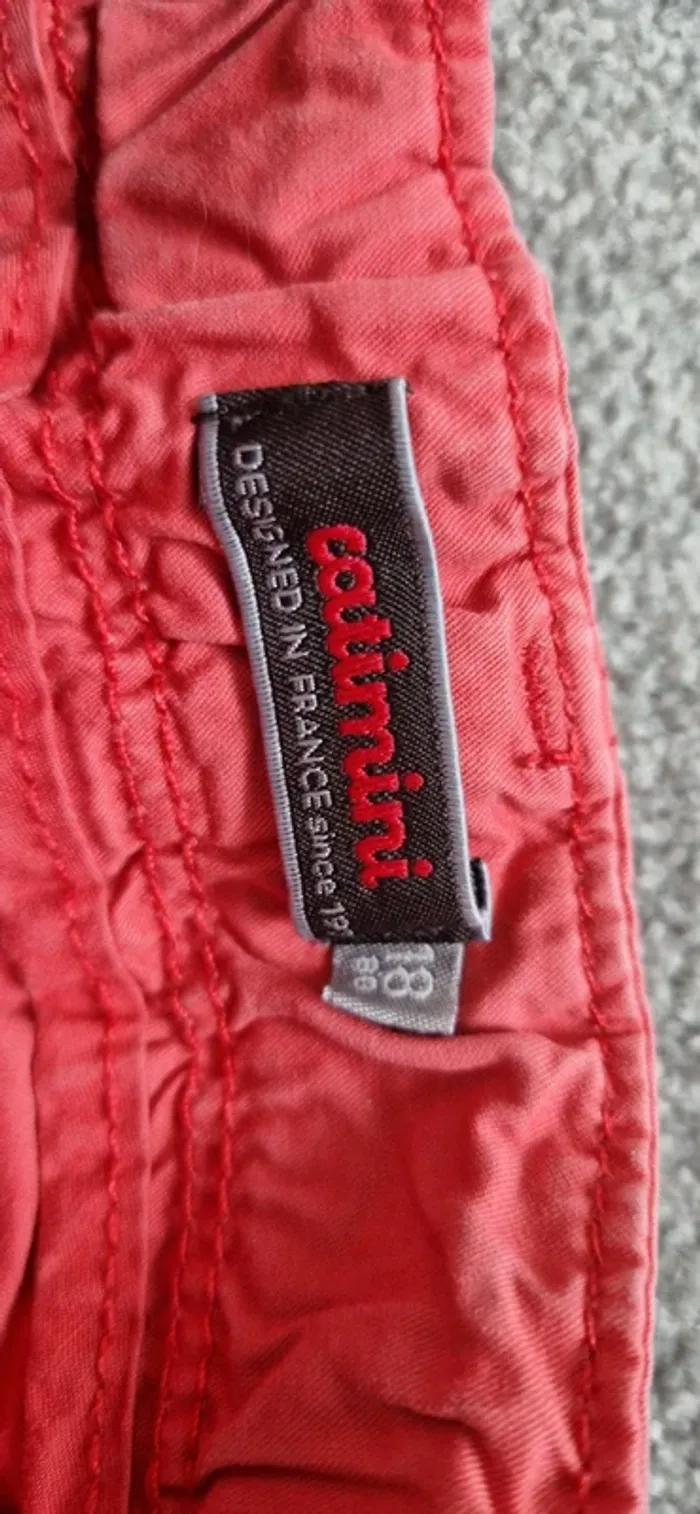 catimini
DESIGNED IN FRANCE since 19
18